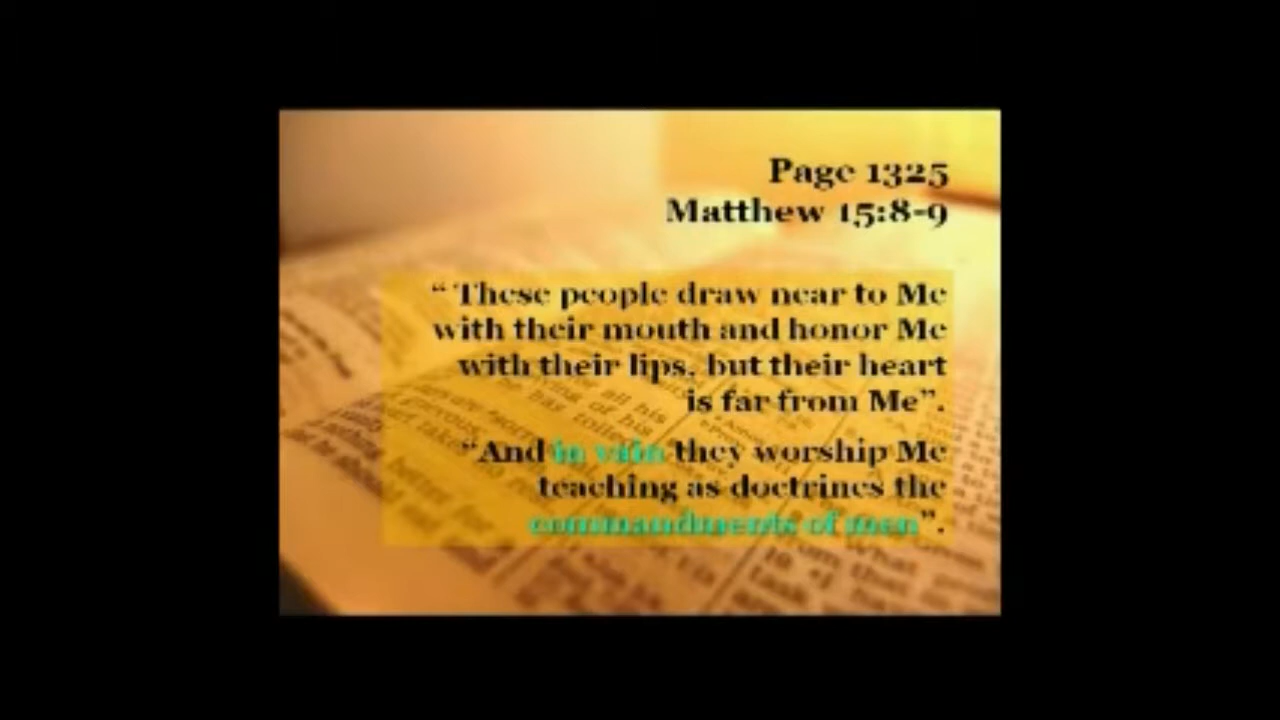 Page 1325
Matthew 15:8-9
“ These people draw near to Me
with their mouth and honor Me
with their lips, but their heart
is far from Me”.
“And in vain they worship Me
teaching as doctrines the
commandments of men”.